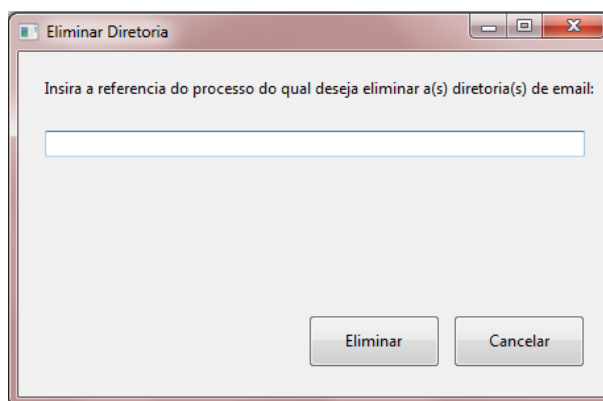 Eliminar Diretoria
Insira a referencia do processo do qual deseja eliminar a(s) diretoria(s) de email:
Eliminar
Cancelar